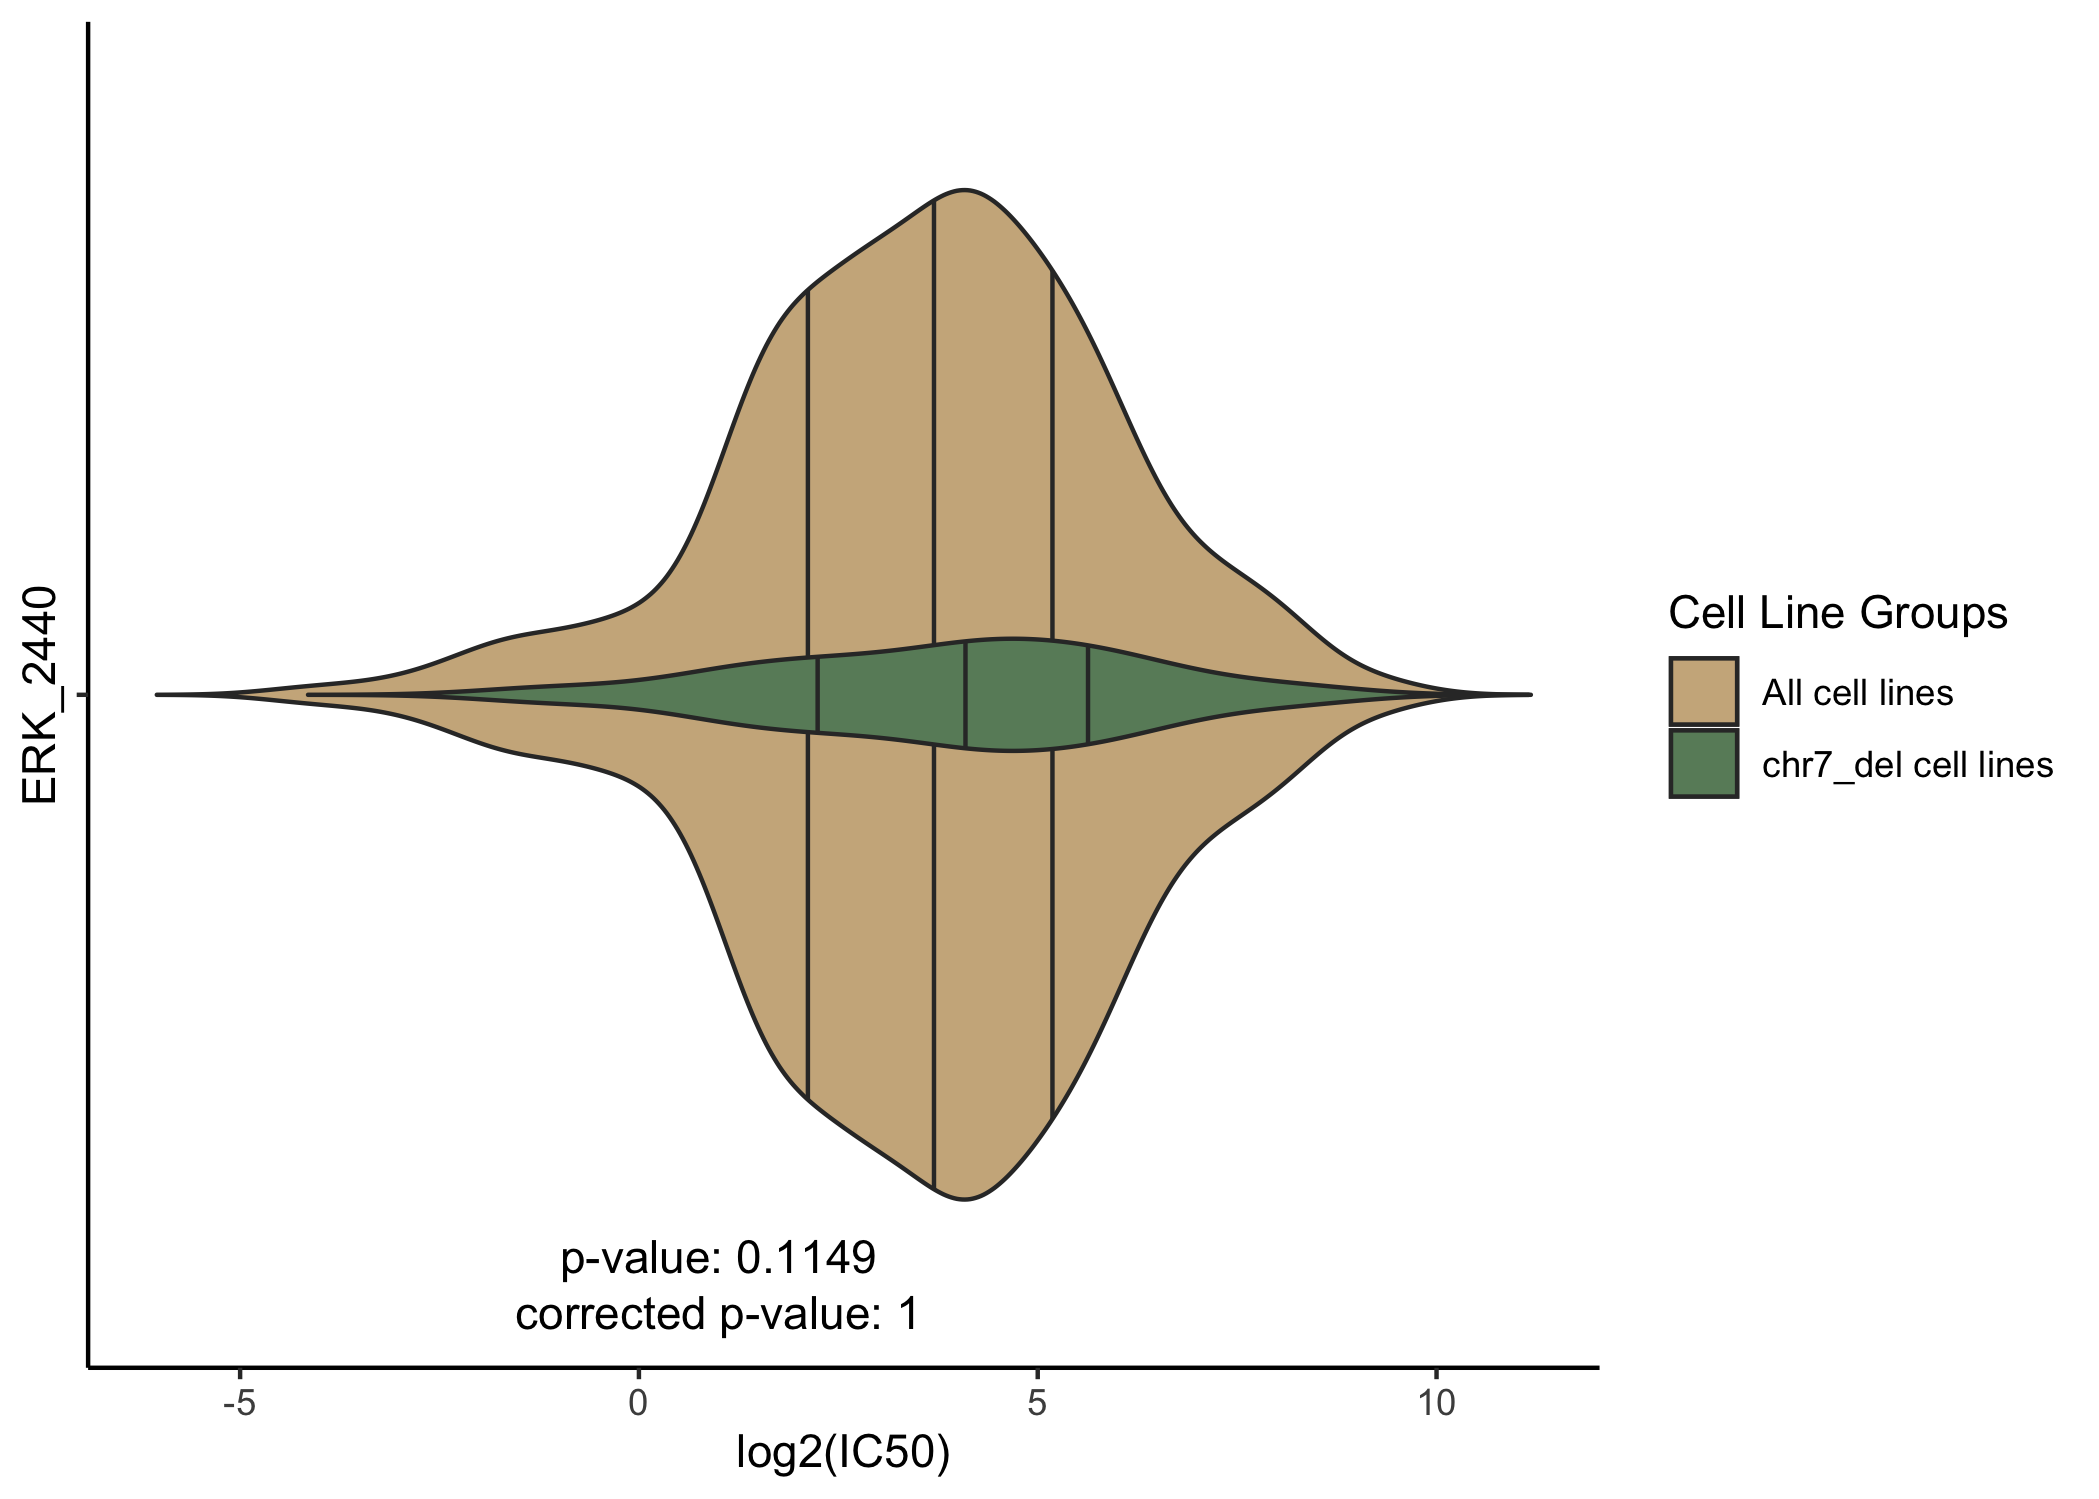 ERK_2440
p-value: 0.1149
corrected p-value: 1
-5 0 5 10
log2(IC50)
Cell Line Groups
All cell lines
chr7_del cell lines